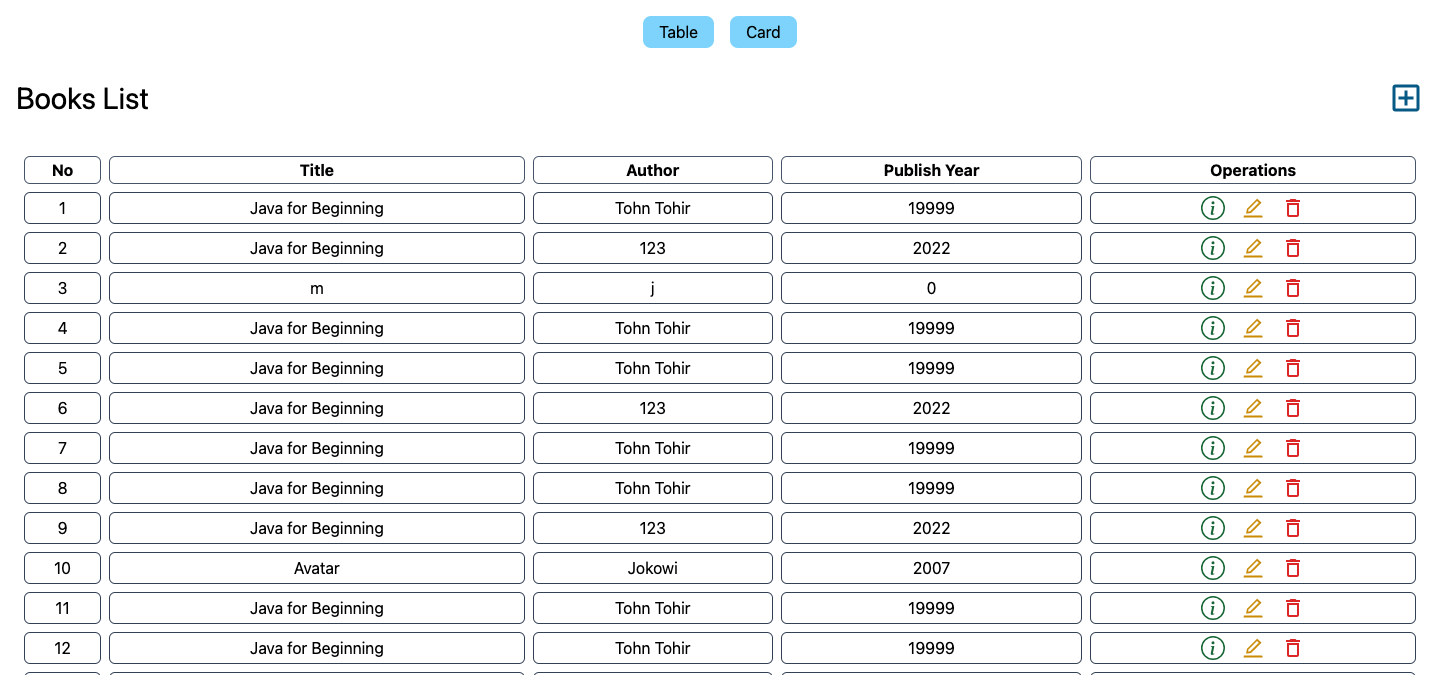 Table Card
Books List
No Title Author Publish Year Operations
1 Java for Beginning Tohn Tohir 19999
2 Java for Beginning 123 2022
3 m j 0
4 Java for Beginning Tohn Tohir 19999
5 Java for Beginning Tohn Tohir 19999
6 Java for Beginning 123 2022
7 Java for Beginning Tohn Tohir 19999
8 Java for Beginning Tohn Tohir 19999
9 Java for Beginning 123 2022
10 Avatar Jokowi 2007
11 Java for Beginning Tohn Tohir 19999
12 Java for Beginning Tohn Tohir 19999